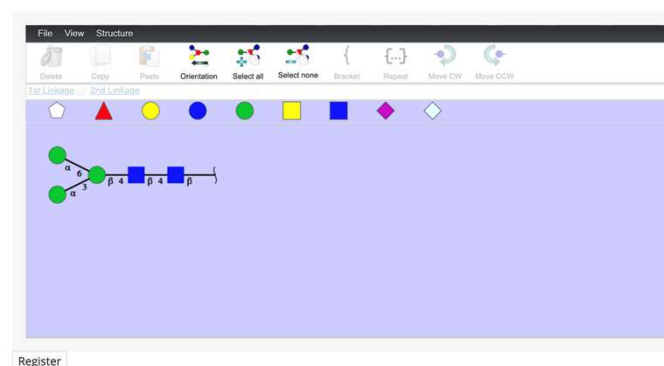 File View Structure
Delete Copy Paste Orientation Select all Select none Bracket Repeat Move CW Move CCW
1st Linkage 2nd Linkage
α 6
β 4 β 4 β
α 3
Register